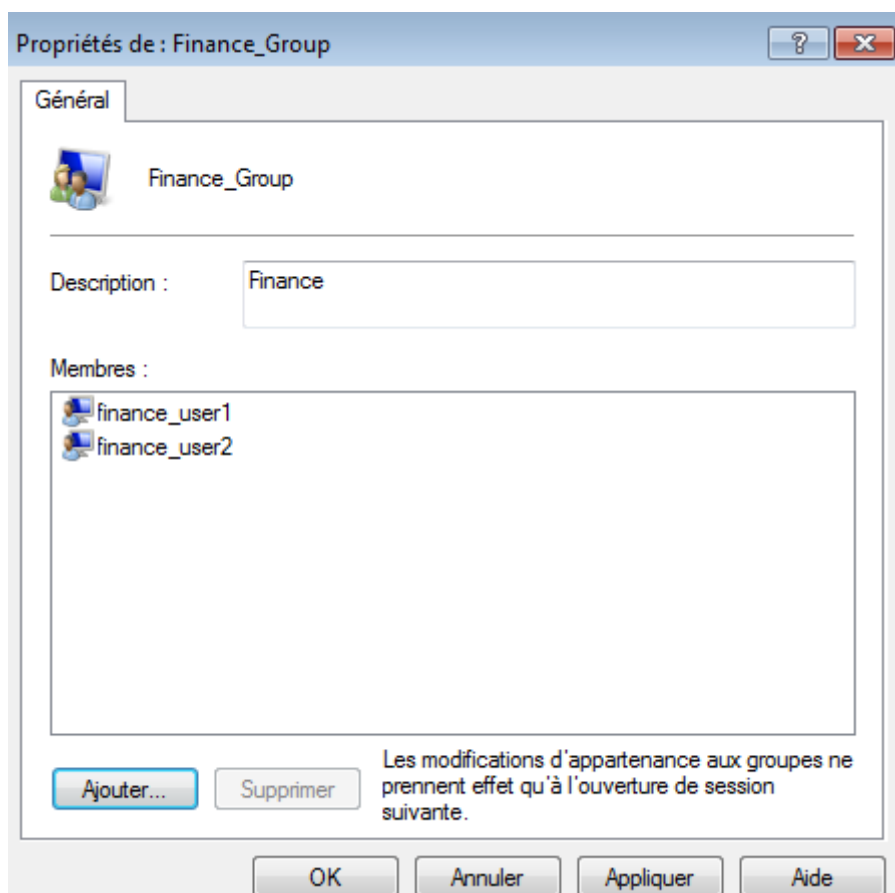 Propriétés de : Finance_Group
?
Général
Finance_Group
Description :
Finance
Membres :
finance_user1
finance_user2
Ajouter...
Supprimer
Les modifications d'appartenance aux groupes ne
prennent effet qu'à l'ouverture de session
suivante.
OK
Annuler
Appliquer
Aide